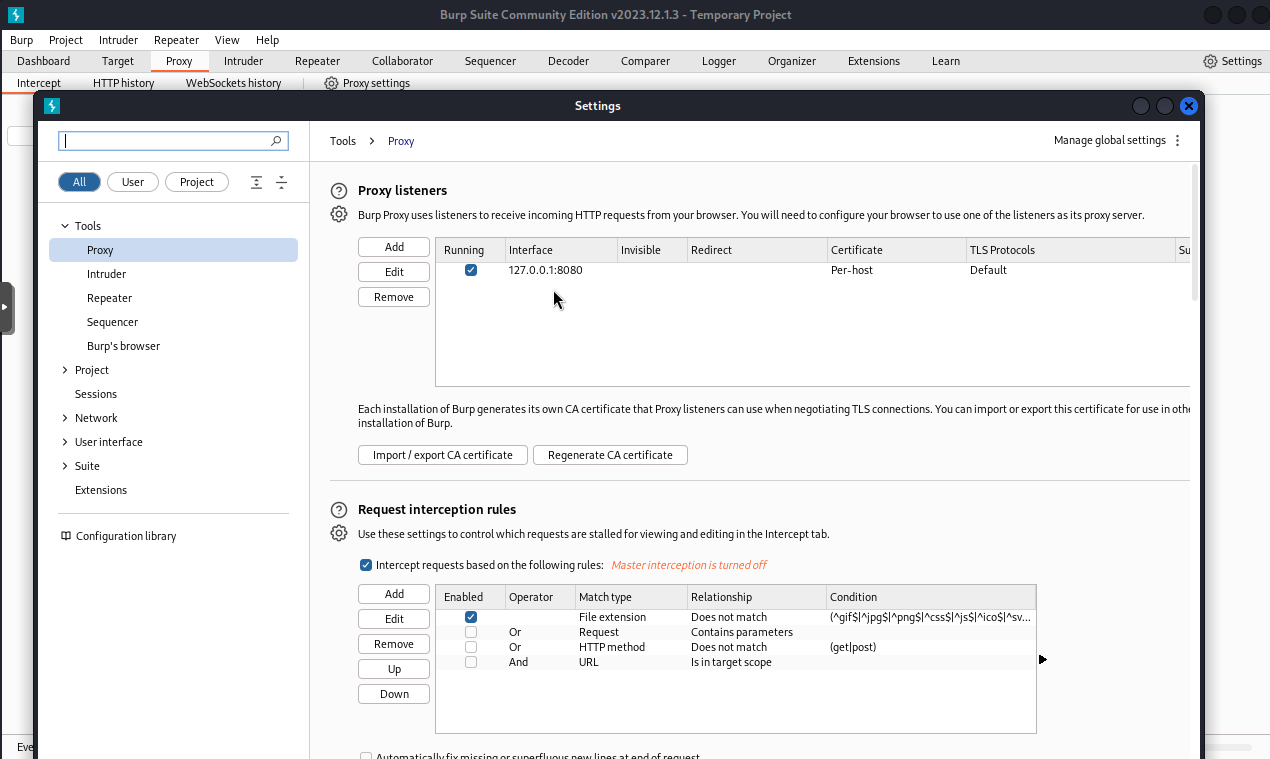 Burp Suite Community Edition v2023.12.1.3 - Temporary Project
Burp Project Intruder Repeater View Help
Dashboard Target Proxy Intruder Repeater Collaborator Sequencer Decoder Comparer Logger Organizer Extensions Learn Settings
Intercept HTTP history WebSockets history Proxy settings
Settings
Tools > Proxy Manage global settings
All User Project
Tools
Proxy
Intruder
Repeater
Sequencer
Burp's browser
Project
Sessions
Network
User interface
Suite
Extensions
Configuration library
Proxy listeners
Burp Proxy uses listeners to receive incoming HTTP requests from your browser. You will need to configure your browser to use one of the listeners as its proxy server.
Add
Edit
Remove
Running Interface Invisible Redirect Certificate TLS Protocols Su
127.0.0.1:8080 Per-host Default
Each installation of Burp generates its own CA certificate that Proxy listeners can use when negotiating TLS connections. You can import or export this certificate for use in othe
installation of Burp.
Import / export CA certificate Regenerate CA certificate
Request interception rules
Use these settings to control which requests are stalled for viewing and editing in the Intercept tab.
Intercept requests based on the following rules: Master interception is turned off
Add
Edit
Remove
Up
Down
Enabled Operator Match type Relationship Condition
File extension Does not match (^gif$|^jpg$|^png$|^css$|^js$|^ico$|^sv...
Or Request Contains parameters
Or HTTP method Does not match (get|post)
And URL Is in target scope
Automatically fix missing or superfluous new lines at end of request
Eve